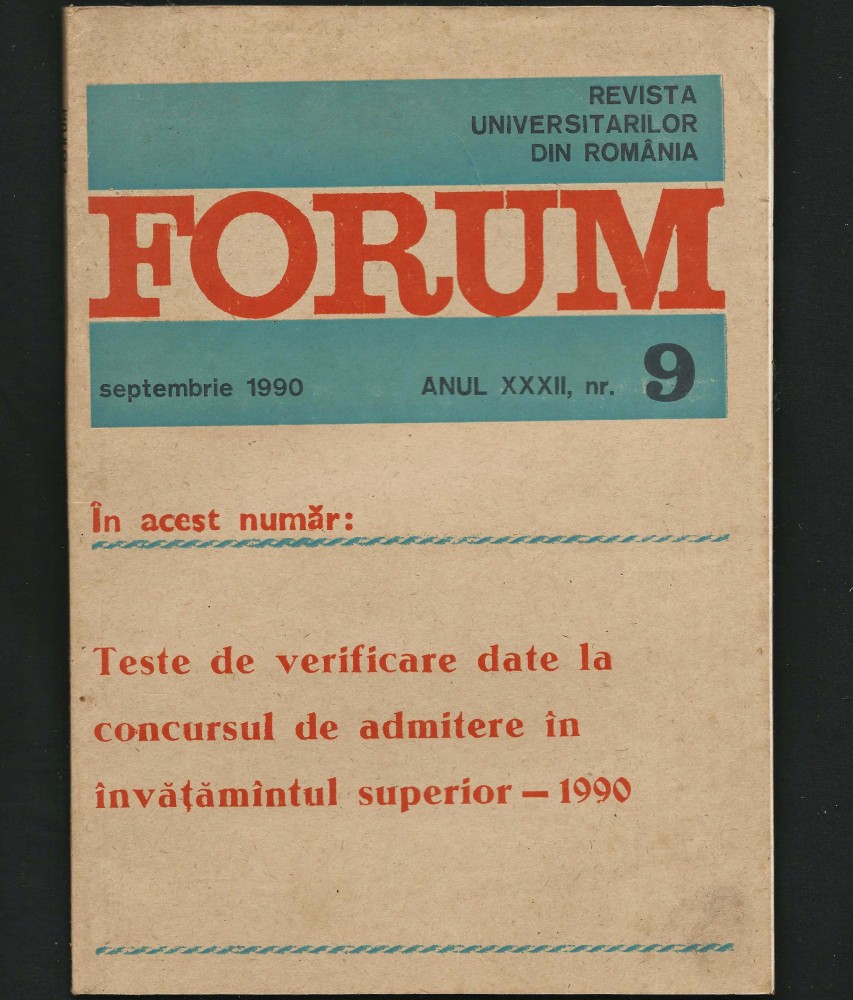 REVISTA
UNIVERSITARILOR
DIN ROMÂNIA
FORUM
septembrie 1990 ANUL XXXII, nr. 9
În acest număr:
Teste de verificare date la
concursul de admitere în
învățămîntul superior — 1990